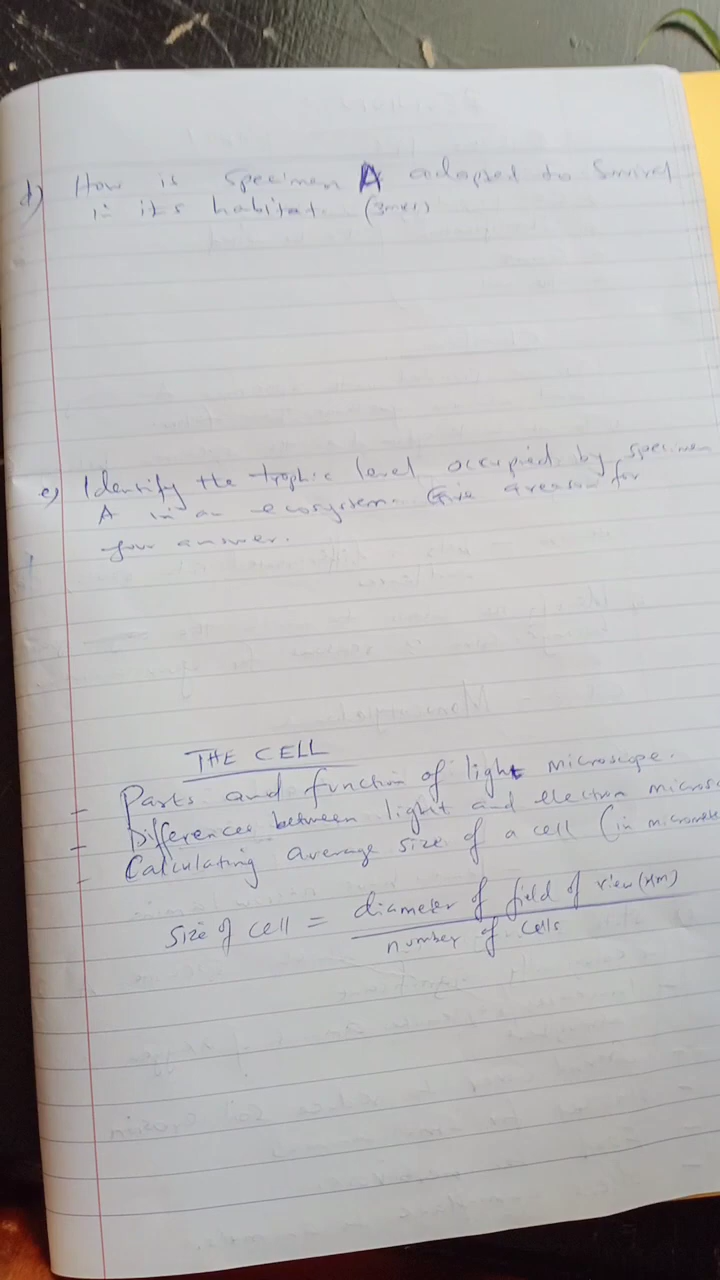 d) How is specimen A adapted to survival
in its habitat. (3mks)
e) Identify the trophic level occupied by specimen
A in an ecosystem. Give a reason for
your answer.
THE CELL
- Parts and function of light microscope.
- Differences between light and electron
- Calculating average size of a cell (in
size of cell = diameter of field of view (μm)
number of cells